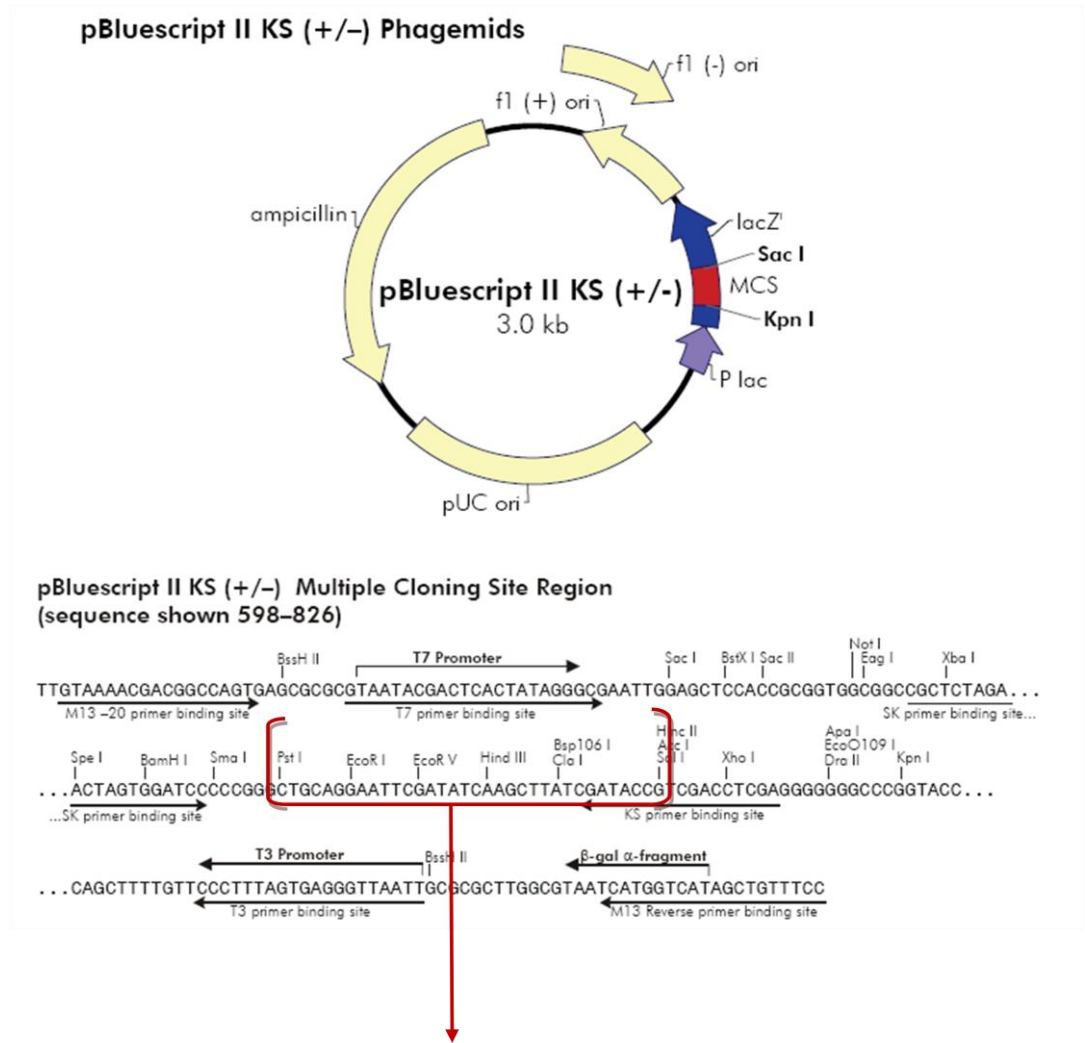 pBluescript II KS (+/–) Phagemids
f1 (-) ori
f1 (+) ori
ampicillin
lacZ'
Sac I
pBluescript II KS (+/-)
MCS
3.0 kb
Kpn I
P lac
pUC ori
pBluescript II KS (+/–) Multiple Cloning Site Region
(sequence shown 598–826)
Not I
BssH II T7 Promoter Sac I BstX I Sac II Eag I Xba I
TTGTAAAACGACGGCCAGTGAGCGCGCGTAATACGACTCACTATAGGGCGAATTGGAGCTCCACCGCGGTGGCGGCCGCTCTAGA...
M13 –20 primer binding site T7 primer binding site SK primer binding site...
Hinc II Apa I
Bsp106 I Acc I EcoO109 I
Spe I BamH I Sma I Pst I EcoR I EcoR V Hind III Cla I Sal I Xho I Dra II Kpn I
...ACTAGTGGATCCCCCGGGCTGCAGGAATTCGATATCAAGCTTATCGATACCGTCGACCTCGAGGGGGGGCCCGGTACC...
...SK primer binding site KS primer binding site
T3 Promoter BssH II β-gal α-fragment
...CAGCTTTTGTTCCCTTTAGTGAGGGTTAATTGCGCGCTTGGCGTAATCATGGTCATAGCTGTTTCC
T3 primer binding site M13 Reverse primer binding site